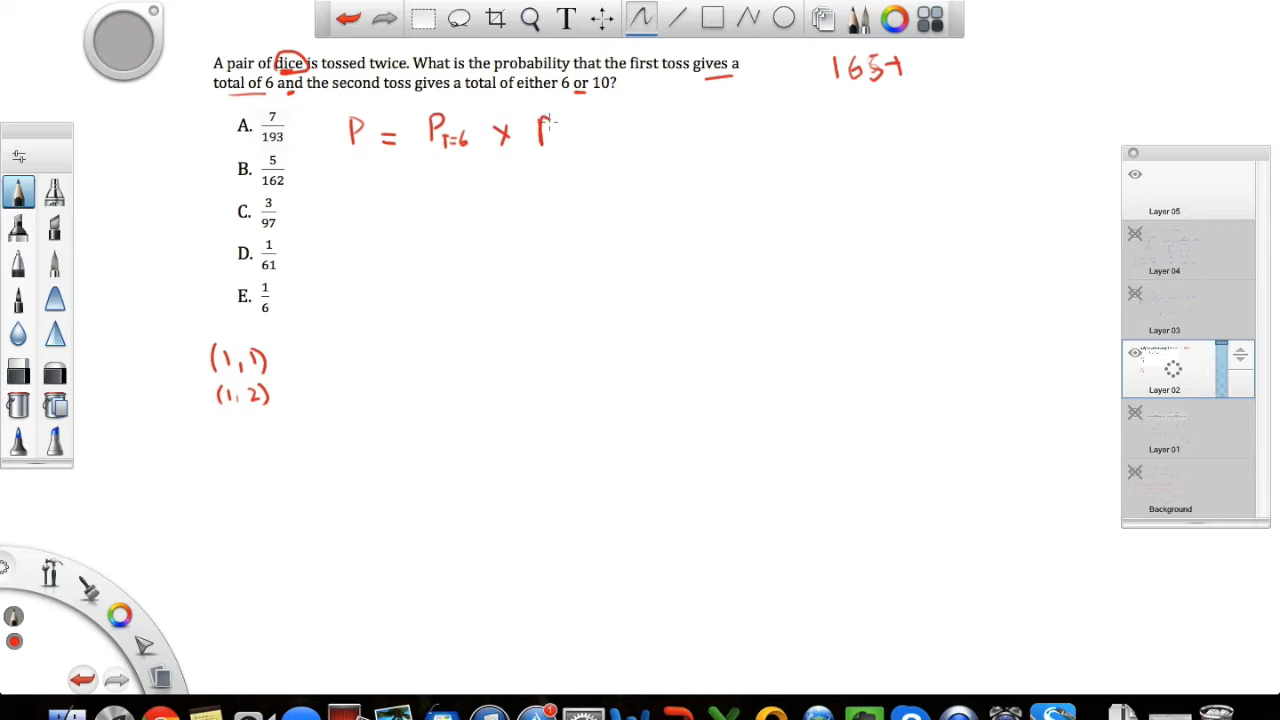 A pair of dice is tossed twice. What is the probability that the first toss gives a
total of 6 and the second toss gives a total of either 6 or 10?
A. 7/193
B. 5/162
C. 3/97
D. 1/61
E. 1/6
P = P T=6 x P
(1, 1)
(1, 2)
Layer 05
Layer 04
Layer 03
Layer 02
Layer 01
Background
T
1